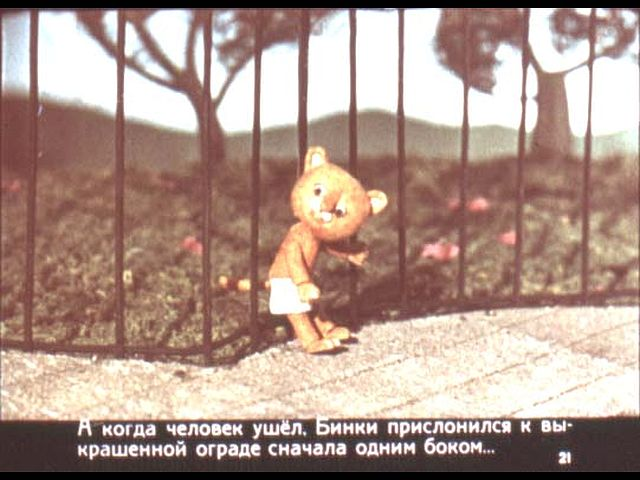 А когда человек ушёл, Бинки прислонился к вы-
крашенной ограде сначала одним боком...
21